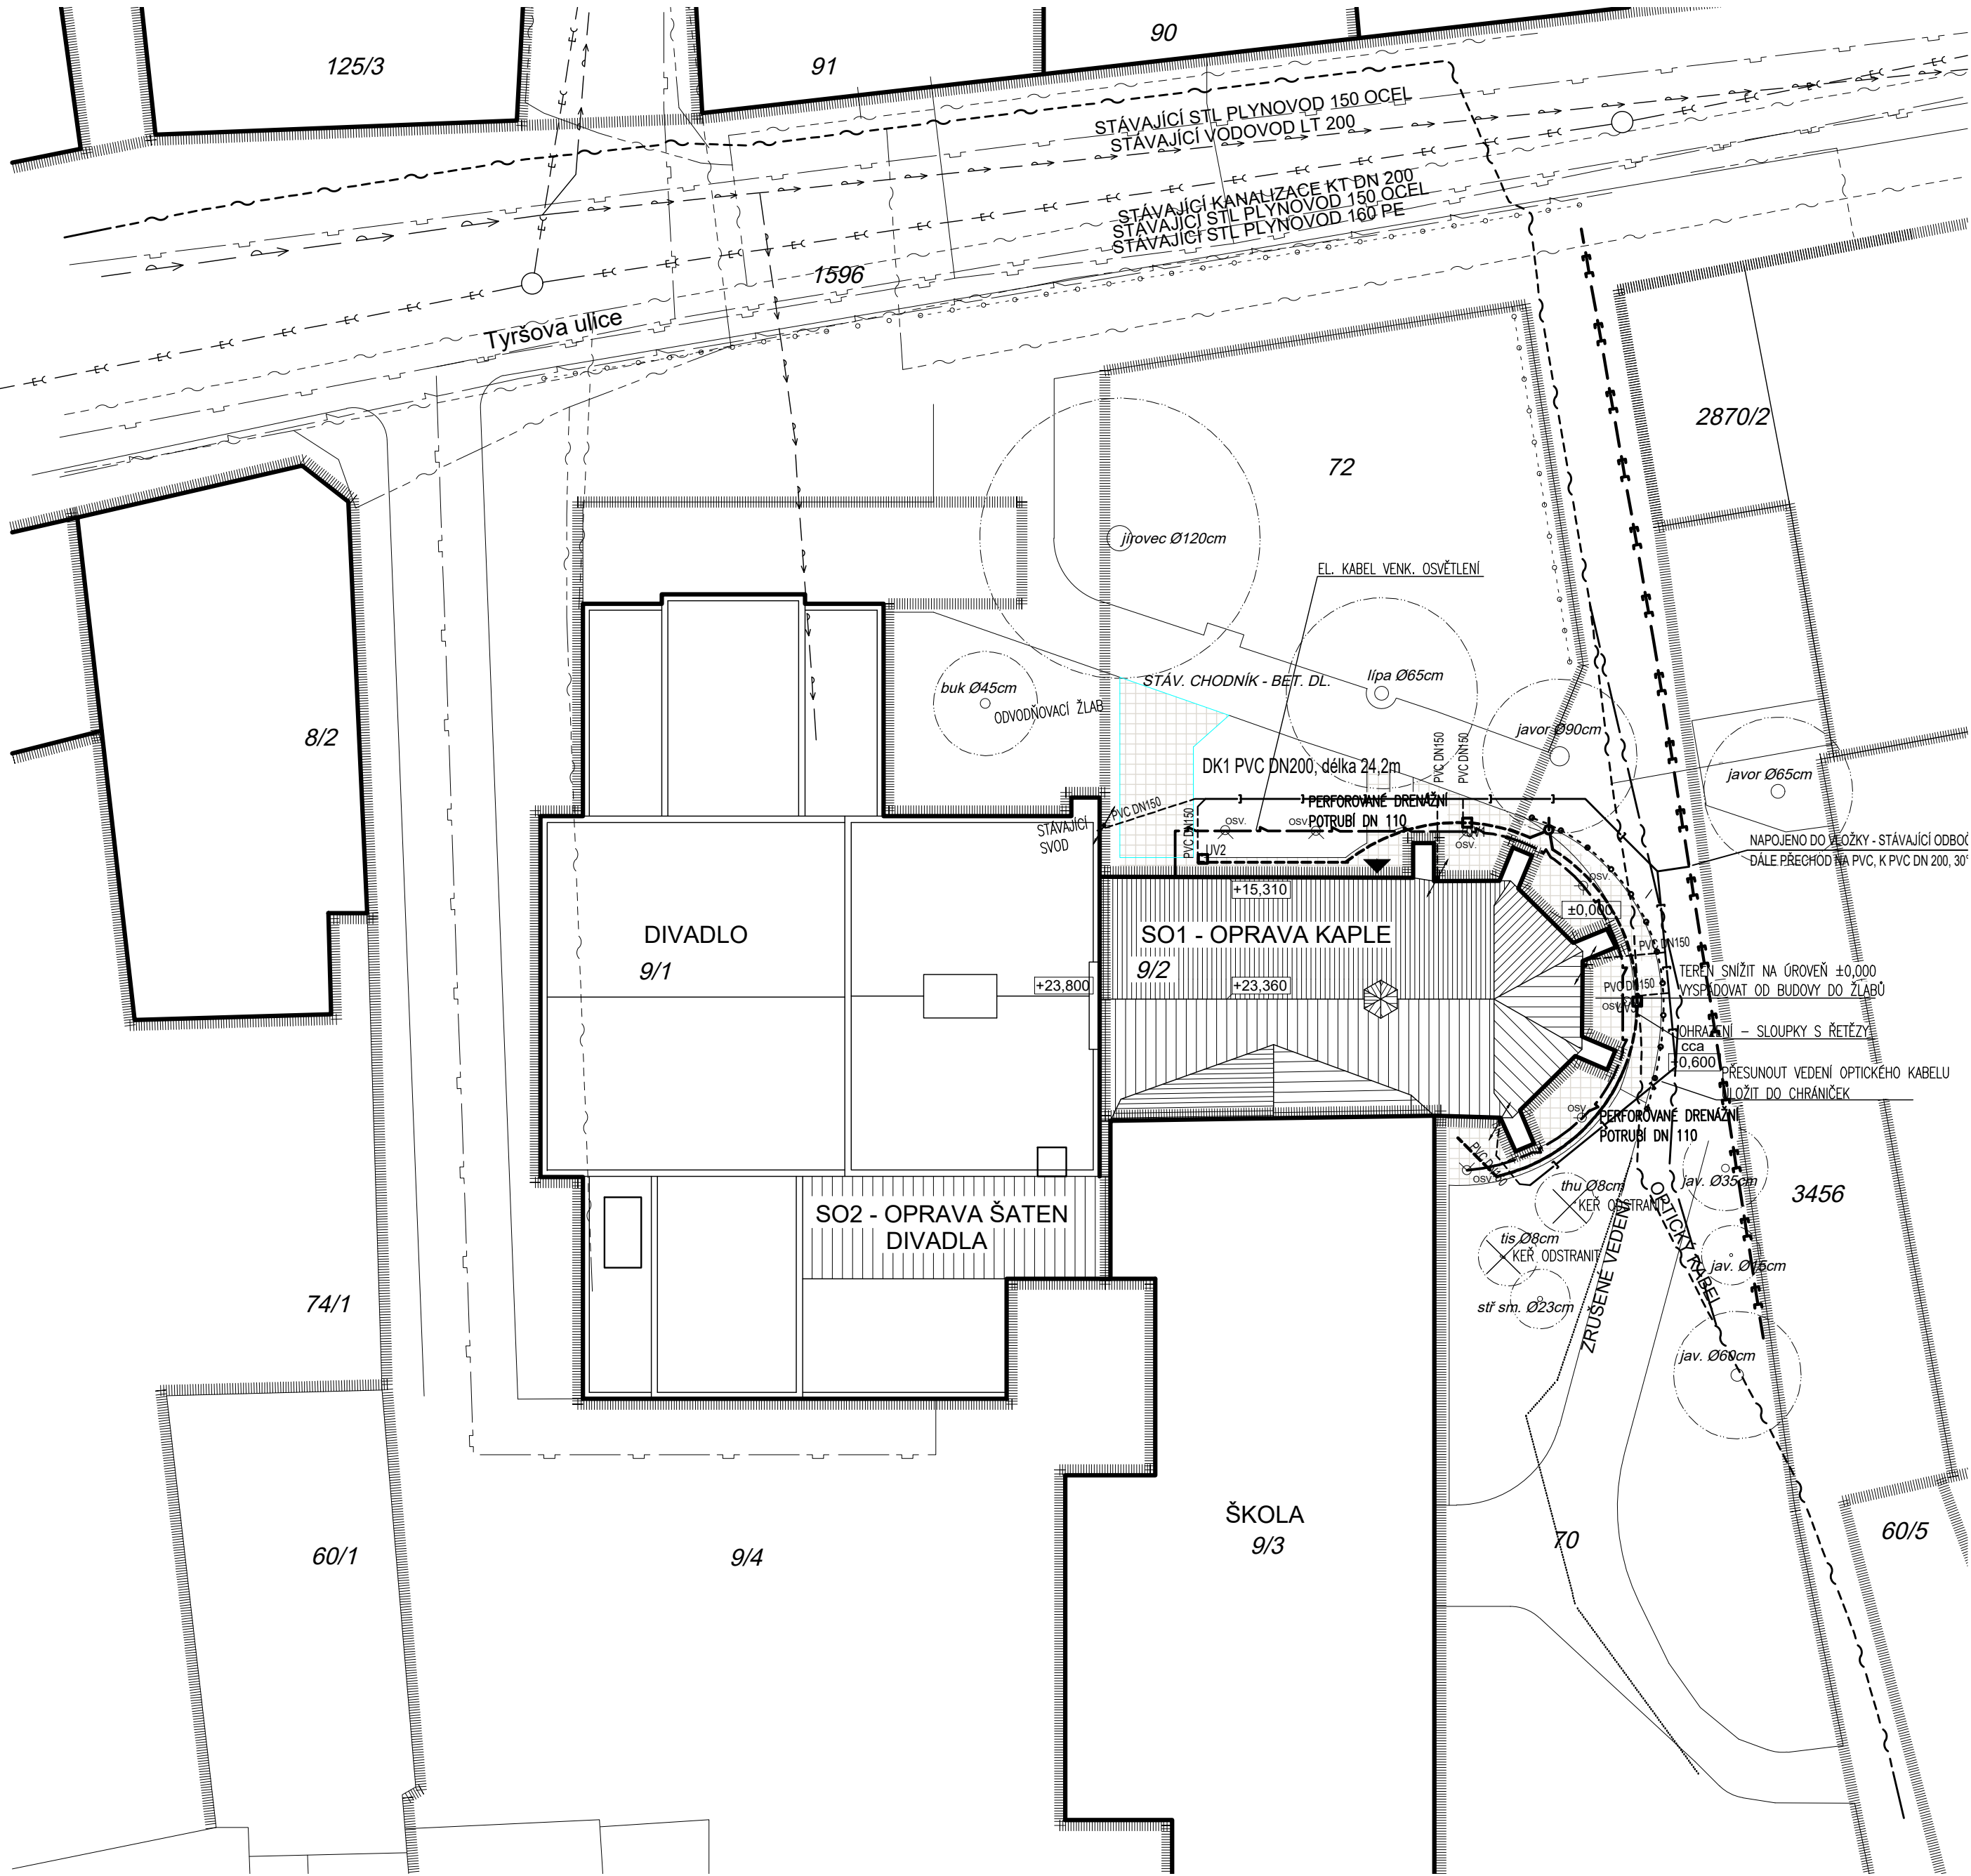 125/3
91
90
STÁVAJÍCÍ STL PLYNOVOD 150 OCEL
STÁVAJÍCÍ VODOVOD LT 200
STÁVAJÍCÍ KANALIZACE KT DN 200
STÁVAJÍCÍ STL PLYNOVOD 150 OCEL
STÁVAJÍCÍ STL PLYNOVOD 160 PE
1596
Tyršova ulice
2870/2
72
jírovec Ø120cm
EL. KABEL VENK. OSVĚTLENÍ
buk Ø45cm
STÁV. CHODNÍK - BET. DL.
lípa Ø65cm
ODVODŇOVACÍ ŽLAB
javor Ø90cm
8/2
javor Ø65cm
DK1 PVC DN200, délka 24,2m
PVC DN150
PVC DN150
PERFOROVANÉ DRENÁŽNÍ
POTRUBÍ DN 110
PVC DN150
PVC DN150
STÁVAJÍCÍ
SVOD
OSV.
OSV.
OSV.
UV2
NAPOJENO DO VLOŽKY - STÁVAJÍCÍ ODBOČ
DÁLE PŘECHOD NA PVC, K PVC DN 200, 30°
OSV.
+15,310
±0,000
DIVADLO
9/1
SO1 - OPRAVA KAPLE
9/2
PVC DN150
+23,800
+23,360
TERÉN SNÍŽIT NA ÚROVEŇ ±0,000
VYSPÁDOVAT OD BUDOVY DO ŽLABŮ
PVC DN150
OSV.
UV3
OHRAZENÍ – SLOUPKY S ŘETĚZY
cca
+0,600
PŘESUNOUT VEDENÍ OPTICKÉHO KABELU
ULOŽIT DO CHRÁNIČEK
OSV.
PERFOROVANÉ DRENÁŽNÍ
POTRUBÍ DN 110
OSV.
thu Ø8cm
KEŘ ODSTRANIT
jav. Ø35cm
3456
SO2 - OPRAVA ŠATEN
DIVADLA
tis Ø8cm
KEŘ ODSTRANIT
OPTICKÝ KABEL
ZRUŠENÉ VEDENÍ
jav. Ø15cm
stř sm. Ø23cm
74/1
jav. Ø60cm
ŠKOLA
9/3
60/1
9/4
70
60/5